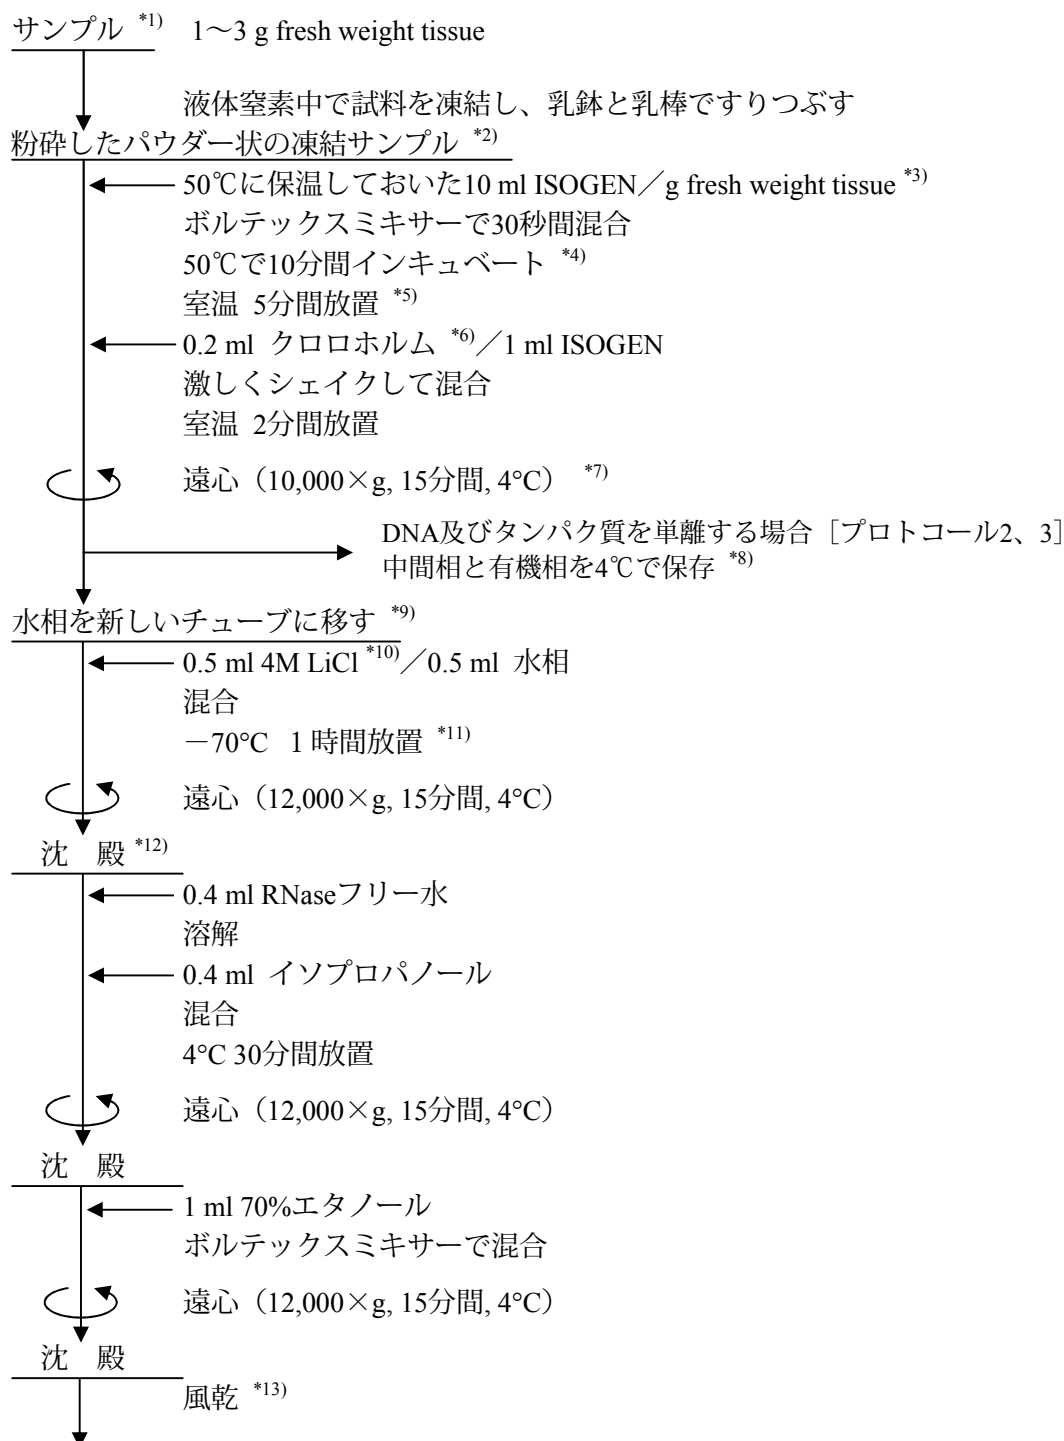 サンプル *1) 1～3 g fresh weight tissue
液体窒素中で試料を凍結し、乳鉢と乳棒ですりつぶす
粉砕したパウダー状の凍結サンプル *2)
50℃に保温しておいた10 ml ISOGEN／g fresh weight tissue *3)
ボルテックスミキサーで30秒間混合
50℃で10分間インキュベート *4)
室温 5分間放置 *5)
0.2 ml クロロホルム *6)／1 ml ISOGEN
激しくシェイクして混合
室温 2分間放置
遠心（10,000×g, 15分間, 4°C） *7)
DNA及びタンパク質を単離する場合［プロトコール2、3］
中間相と有機相を4℃で保存 *8)
水相を新しいチューブに移す *9)
0.5 ml 4M LiCl *10)／0.5 ml 水相
混合
－70°C 1 時間放置 *11)
遠心（12,000×g, 15分間, 4°C）
沈 殿 *12)
0.4 ml RNaseフリー水
溶解
0.4 ml イソプロパノール
混合
4°C 30分間放置
遠心（12,000×g, 15分間, 4°C）
沈 殿
1 ml 70%エタノール
ボルテックスミキサーで混合
遠心（12,000×g, 15分間, 4°C）
沈 殿
風乾 *13)